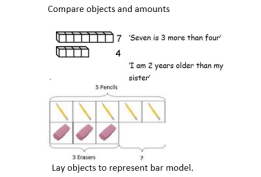 Compare objects and amounts
7 'Seven is 3 more than four'
4
'I am 2 years older than my
sister'
5 Pencils
3 Erasers ?
Lay objects to represent bar model.